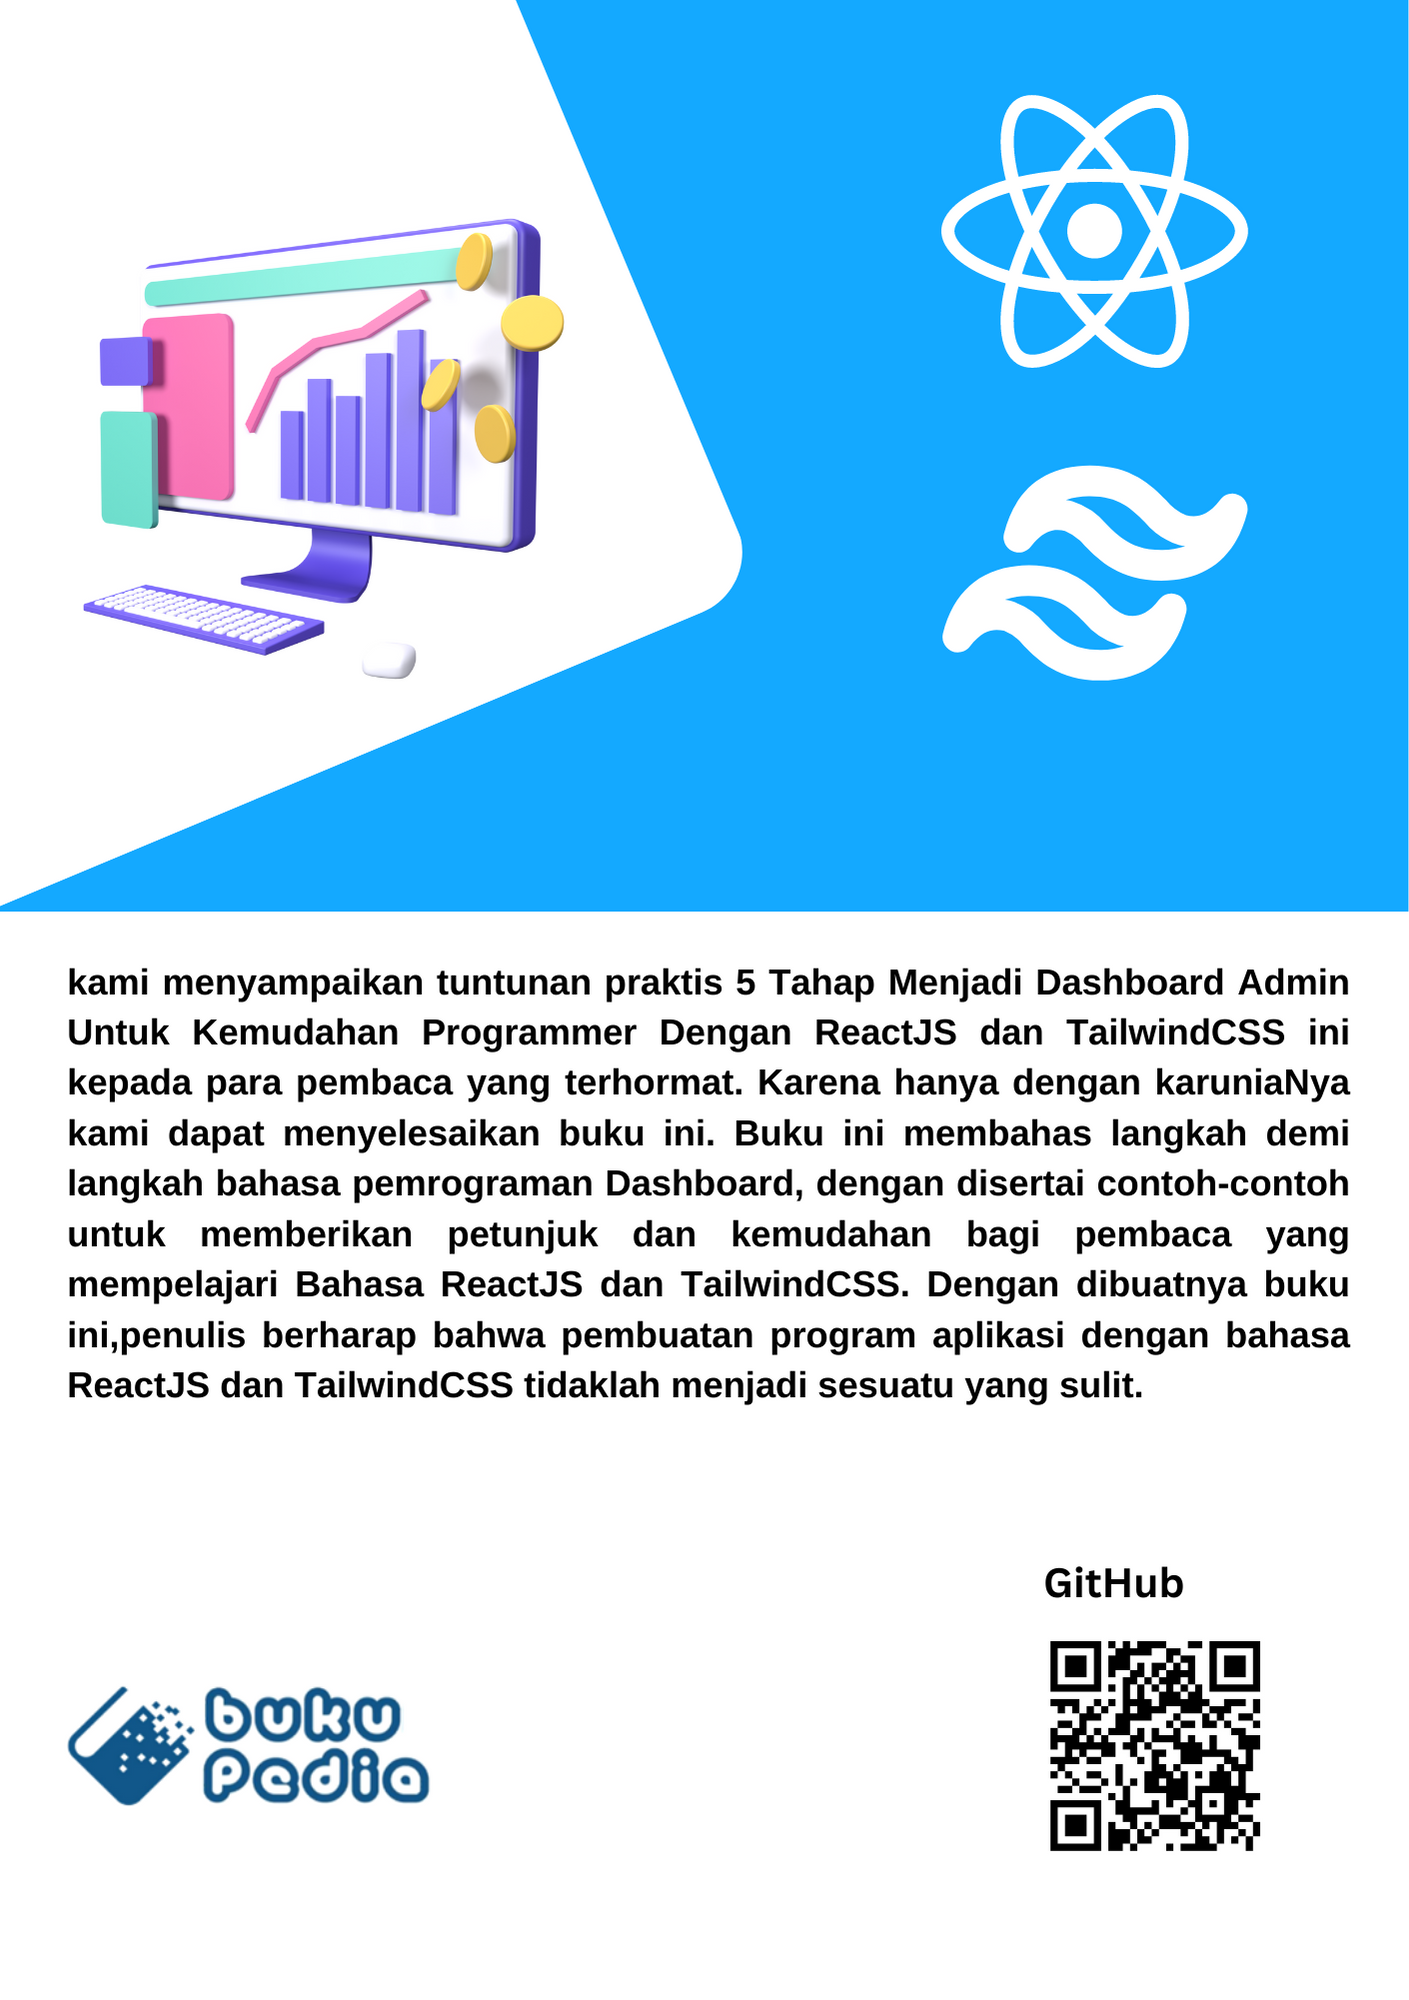 kami menyampaikan tuntunan praktis 5 Tahap Menjadi Dashboard Admin
Untuk Kemudahan Programmer Dengan ReactJS dan TailwindCSS ini
kepada para pembaca yang terhormat. Karena hanya dengan karuniaNya
kami dapat menyelesaikan buku ini. Buku ini membahas langkah demi
langkah bahasa pemrograman Dashboard, dengan disertai contoh-contoh
untuk memberikan petunjuk dan kemudahan bagi pembaca yang
mempelajari Bahasa ReactJS dan TailwindCSS. Dengan dibuatnya buku
ini,penulis berharap bahwa pembuatan program aplikasi dengan bahasa
ReactJS dan TailwindCSS tidaklah menjadi sesuatu yang sulit.
GitHub
buku
Pedia